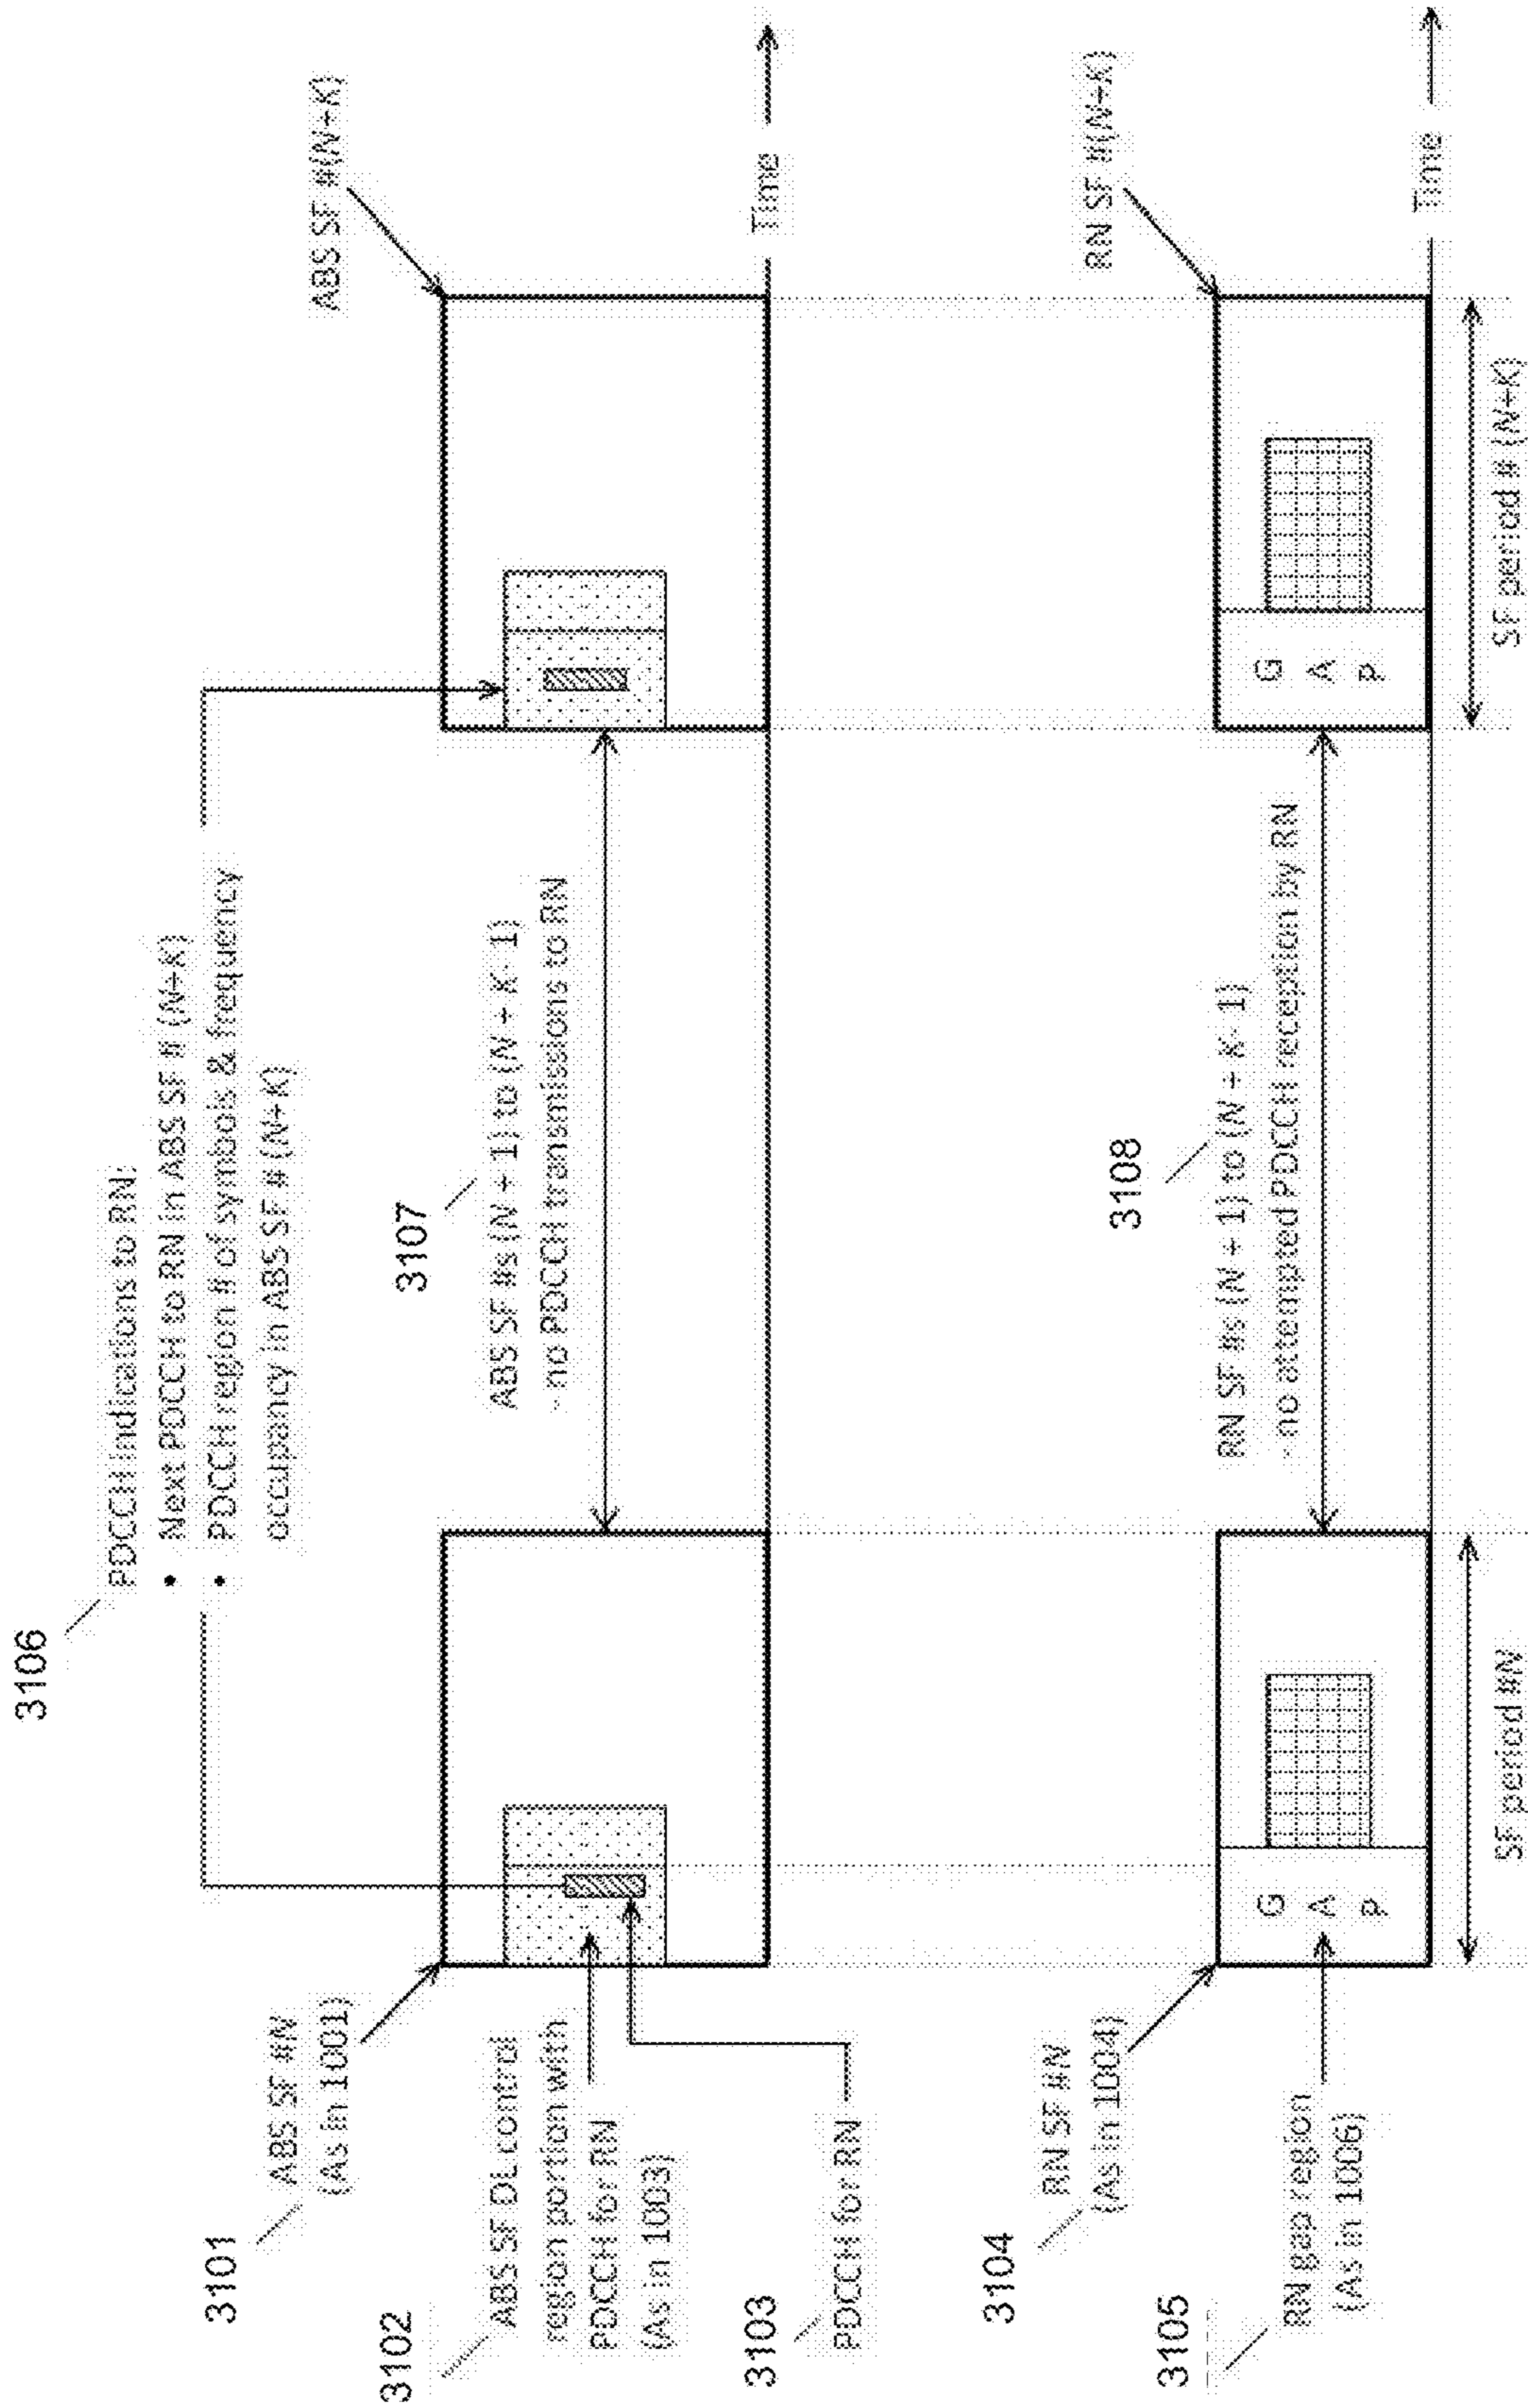 3106
PDCCH indications to RN:
• Next PDCCH to RN in ABS SF # (N+K)
• PDCCH region # of symbols & frequency
occupancy in ABS SF # (N+K)
3101
ABS SF #N
(As in 1001)
ABS SF #(N+K)
3102
ABS SF DL control
region portion with
PDCCH for RN
(As in 1003)
3107
ABS SF #s (N + 1) to (N + K- 1)
- no PDCCH transmissions to RN
3103
PDCCH for RN
Time
3104
RN SF #N
(As in 1004)
3108
RN SF #s (N + 1) to (N + K- 1)
- no attempted PDCCH reception by RN
RN SF #(N+K)
3105
RN gap region
(As in 1006)
G
A
P
G
A
P
Time
SF period #N
SF period # (N+K)